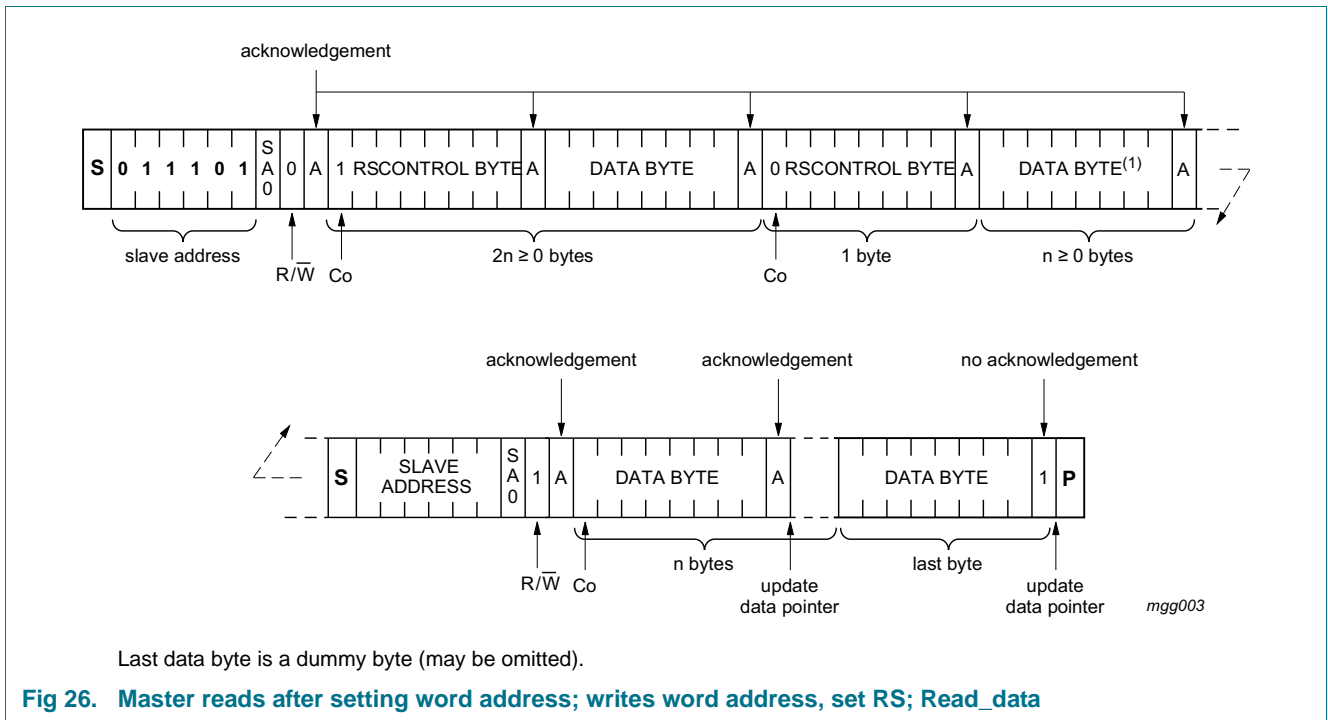 acknowledgement
S 0 1 1 1 0 1 S A 0 0 A 1 RS CONTROL BYTE A DATA BYTE A 0 RS CONTROL BYTE A DATA BYTE(1) A
slave address 2n ≥ 0 bytes 1 byte n ≥ 0 bytes
R/W̅ Co Co
acknowledgement acknowledgement no acknowledgement
S SLAVE ADDRESS S A 0 1 A DATA BYTE A DATA BYTE 1 P
n bytes last byte
R/W̅ Co update data pointer update data pointer mgg003
Last data byte is a dummy byte (may be omitted).
Fig 26. Master reads after setting word address; writes word address, set RS; Read_data